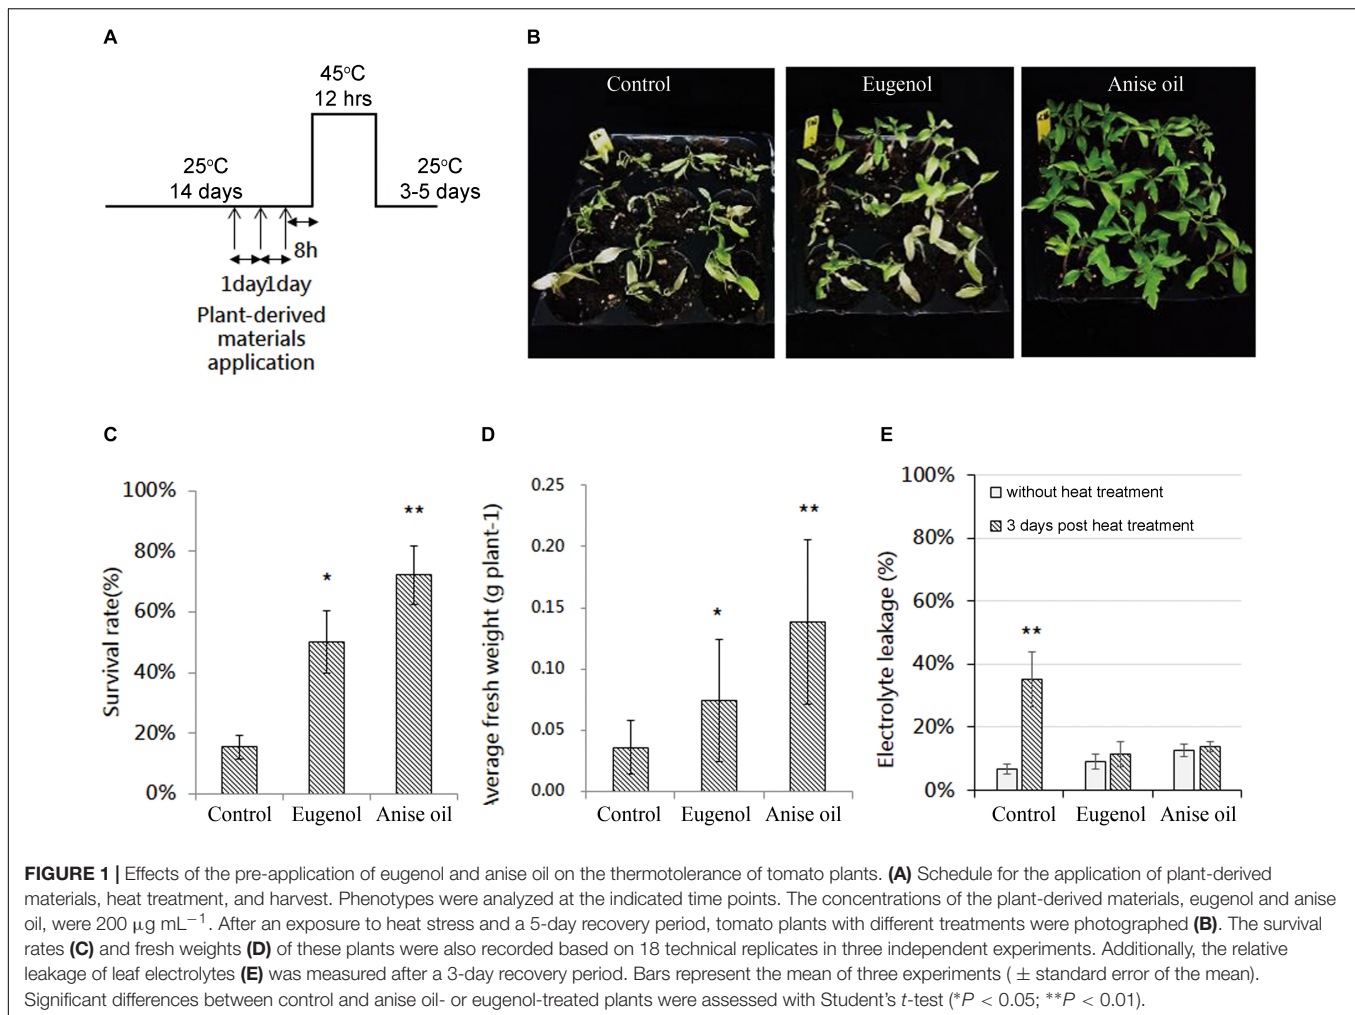 A
45°C
12 hrs
25°C
14 days
25°C
3-5 days
8h
1day1day
Plant-derived
materials
application
B
Control
Eugenol
Anise oil
C
Survival rate(%)
100%
80%
60%
40%
20%
0%
*
**
Control
Eugenol
Anise oil
D
Average fresh weight (g plant-1)
0.25
0.20
0.15
0.10
0.05
0.00
*
**
Control
Eugenol
Anise oil
E
Electrolyte leakage (%)
100%
80%
60%
40%
20%
0%
without heat treatment
3 days post heat treatment
**
Control
Eugenol
Anise oil
FIGURE 1 | Effects of the pre-application of eugenol and anise oil on the thermotolerance of tomato plants. (A) Schedule for the application of plant-derived
materials, heat treatment, and harvest. Phenotypes were analyzed at the indicated time points. The concentrations of the plant-derived materials, eugenol and anise
oil, were 200 μg mL−1. After an exposure to heat stress and a 5-day recovery period, tomato plants with different treatments were photographed (B). The survival
rates (C) and fresh weights (D) of these plants were also recorded based on 18 technical replicates in three independent experiments. Additionally, the relative
leakage of leaf electrolytes (E) was measured after a 3-day recovery period. Bars represent the mean of three experiments ( ± standard error of the mean).
Significant differences between control and anise oil- or eugenol-treated plants were assessed with Student's t-test (*P < 0.05; **P < 0.01).